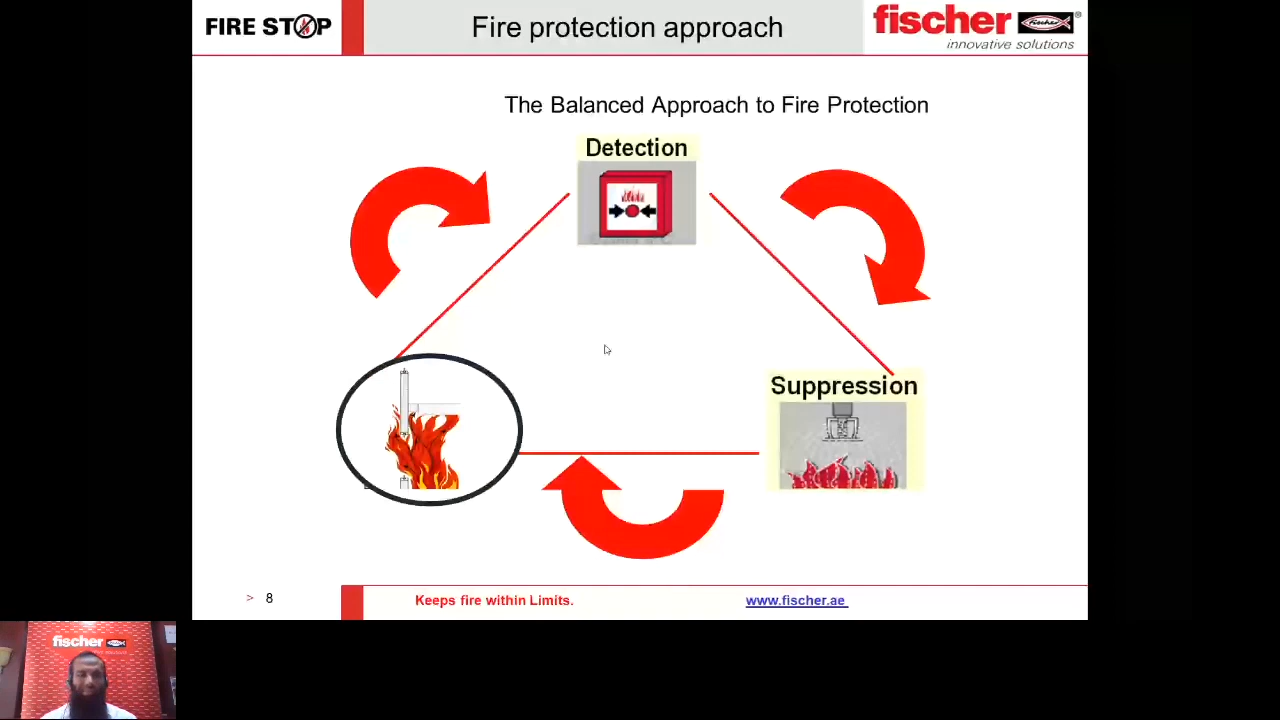 FIRE STOP
Fire protection approach
fischer
innovative solutions
The Balanced Approach to Fire Protection
Detection
Suppression
> 8
Keeps fire within Limits.
www.fischer.ae
fischer